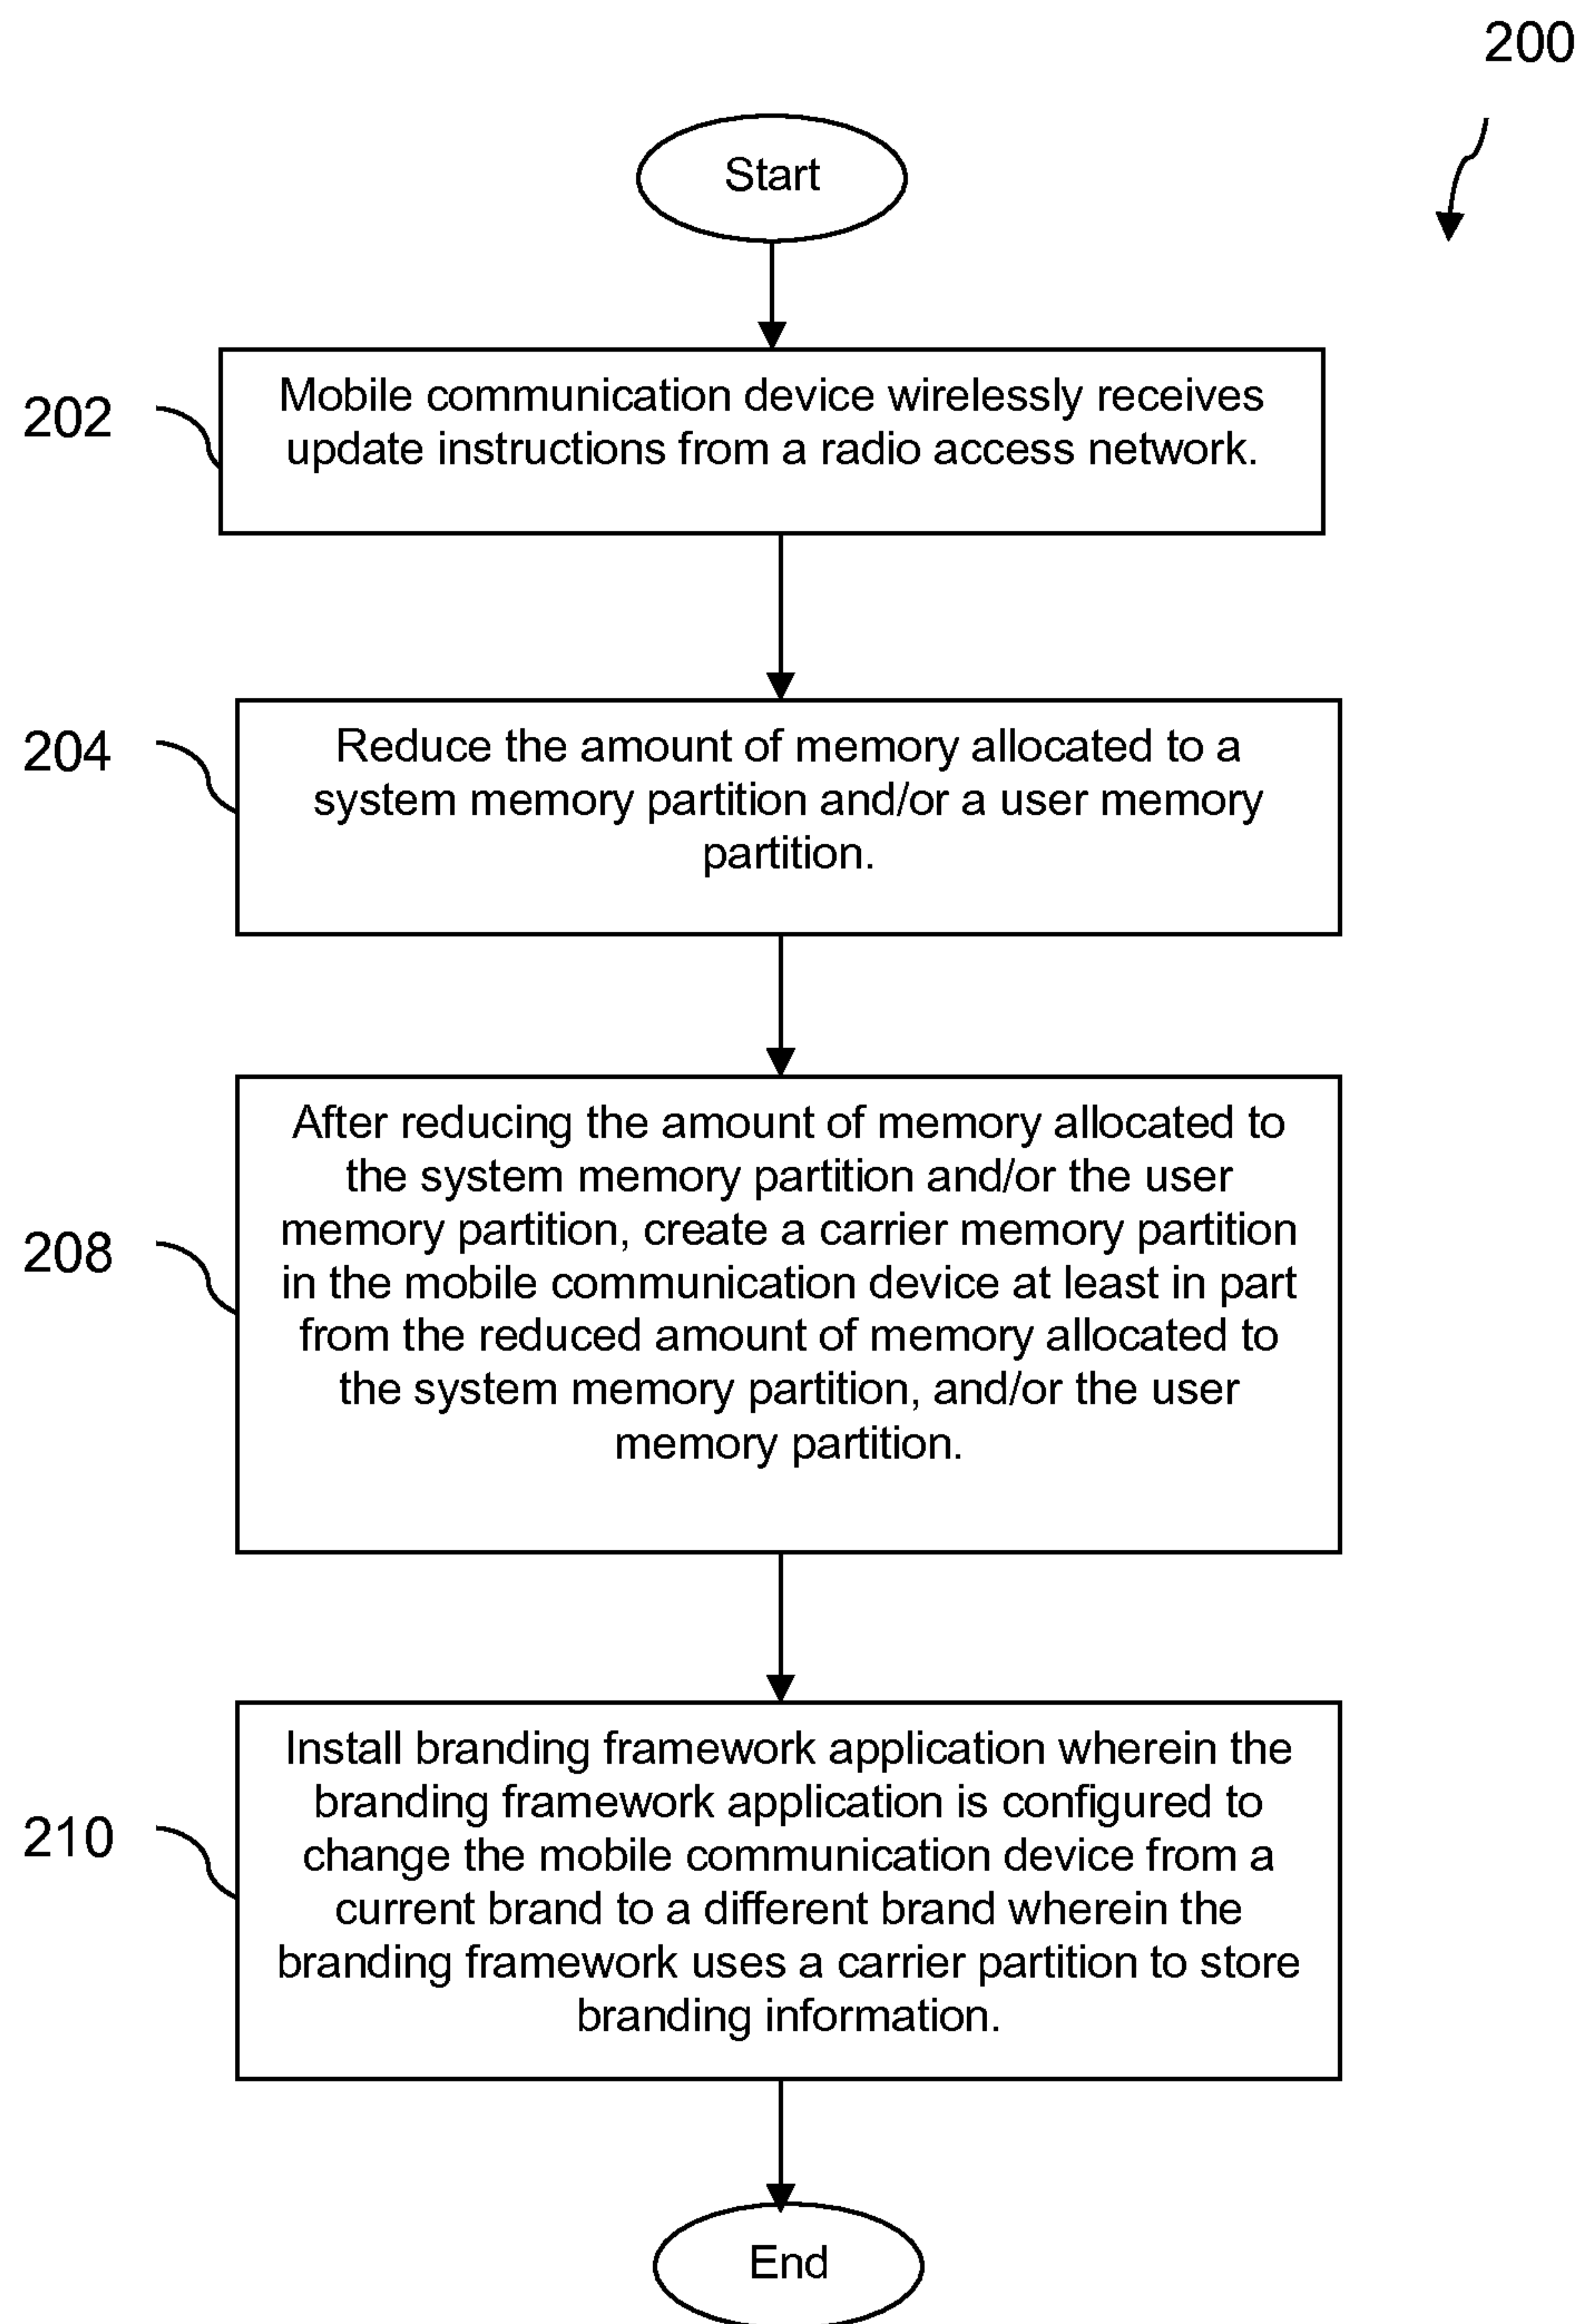 200
Start
202
Mobile communication device wirelessly receives
update instructions from a radio access network.
204
Reduce the amount of memory allocated to a
system memory partition and/or a user memory
partition.
208
After reducing the amount of memory allocated to
the system memory partition and/or the user
memory partition, create a carrier memory partition
in the mobile communication device at least in part
from the reduced amount of memory allocated to
the system memory partition, and/or the user
memory partition.
210
Install branding framework application wherein the
branding framework application is configured to
change the mobile communication device from a
current brand to a different brand wherein the
branding framework uses a carrier partition to store
branding information.
End